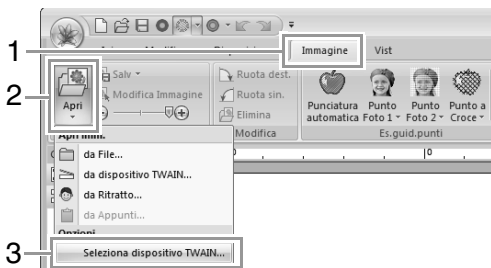 1
Immagine
Vist
2
Apri
Salv
Modifica Immagine
Ruota dest.
Ruota sin.
Elimina
Modifica
Punciatura automatica
Punto Foto 1
Punto Foto 2
Punto a Croce
Es.guid.punti
Apri imm.
da File...
da dispositivo TWAIN...
da Ritratto...
da Appunti...
Opzioni
0
0
3
Seleziona dispositivo TWAIN...